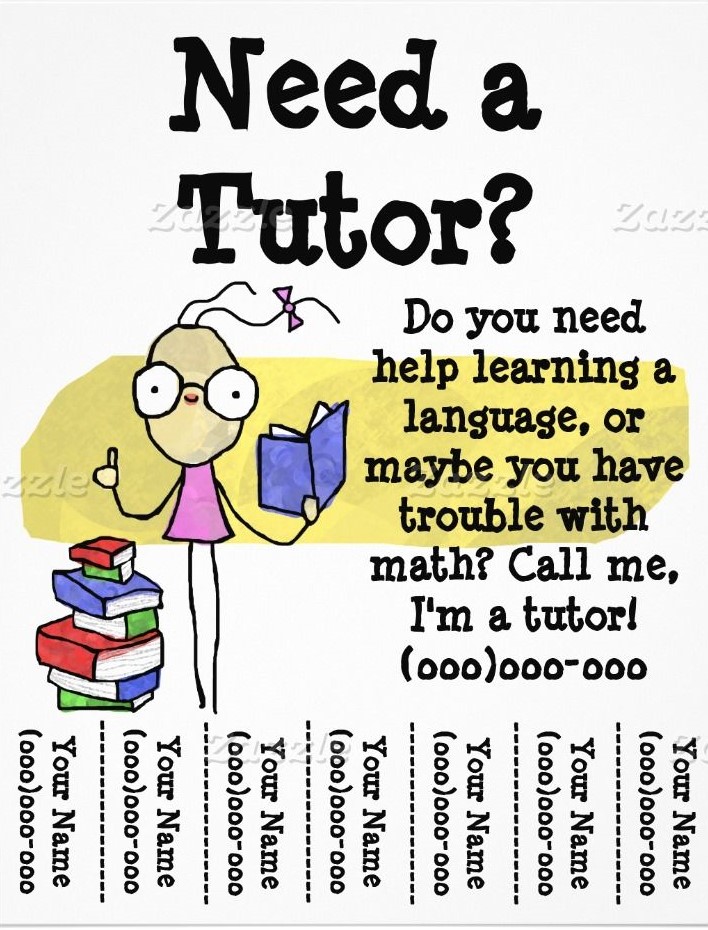 Need a
Tutor?
Do you need
help learning a
language, or
maybe you have
trouble with
math? Call me,
I'm a tutor!
(ooo)ooo-ooo
Your Name
(ooo)ooo-ooo
Your Name
(ooo)ooo-ooo
Your Name
(ooo)ooo-ooo
Your Name
(ooo)ooo-ooo
Your Name
(ooo)ooo-ooo
Your Name
(ooo)ooo-ooo
Your Name
(ooo)ooo-ooo
Zazzle